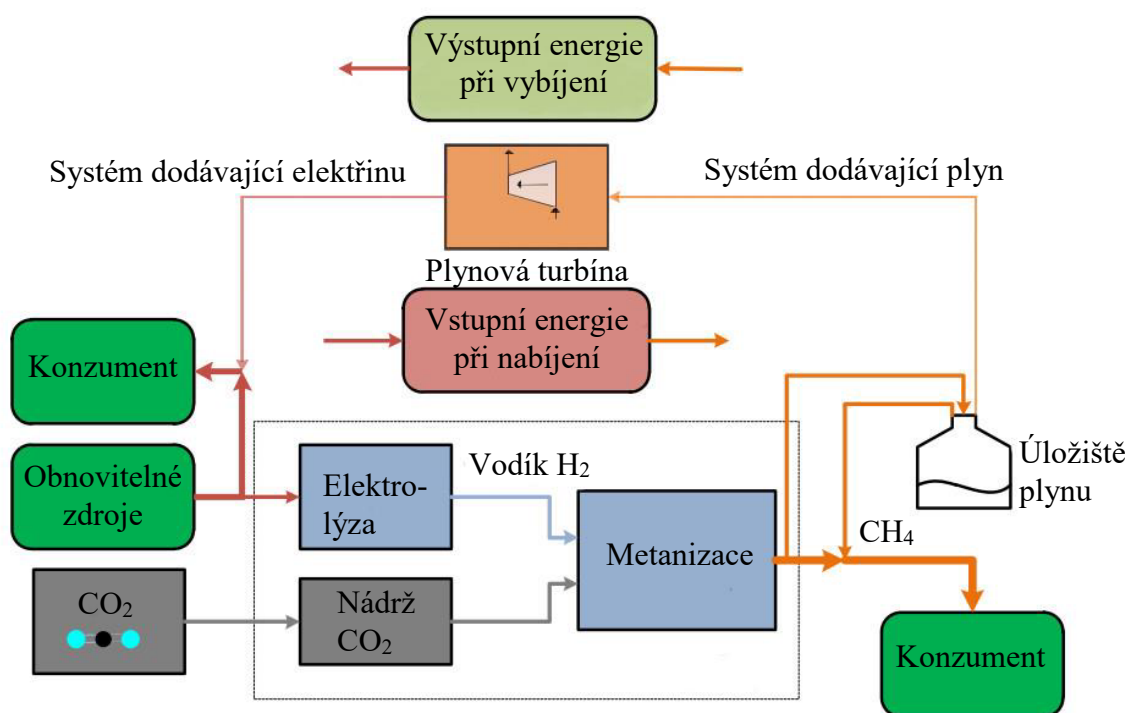 Výstupní energie
při vybíjení
Systém dodávající elektřinu
Systém dodávající plyn
Plynová turbína
Vstupní energie
při nabíjení
Konzument
Obnovitelné
zdroje
Elektro-
lýza
Vodík H₂
Metanizace
Úložiště
plynu
CH₄
CO₂
Nádrž
CO₂
Konzument